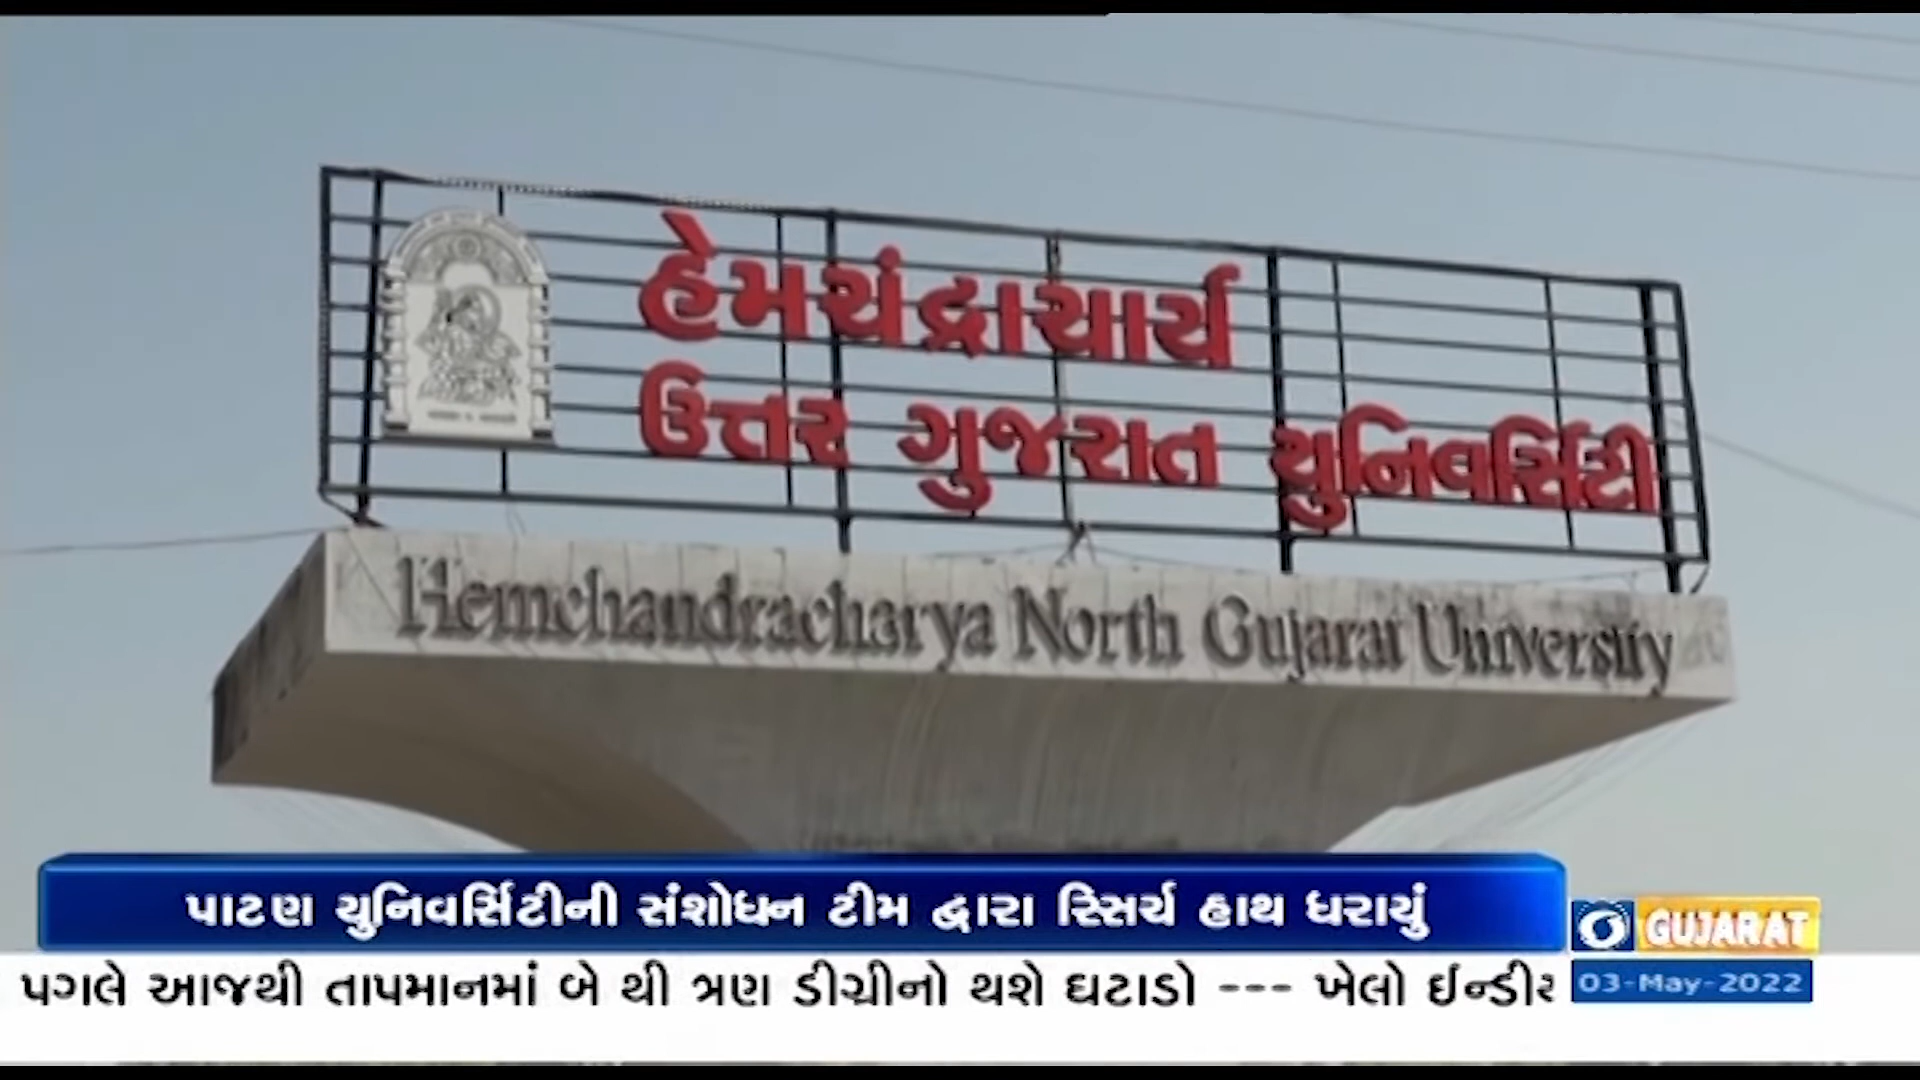 હેમચંદ્રાચાર્ય
ઉત્તર ગુજરાત યુનિવર્સિટી
Hemchandracharya North Gujarat University
પાટણ યુનિવર્સિટીની સંશોધન ટીમ દ્વારા રિસર્ચ હાથ ધરાયું
GUJARAT
પગલે આજથી તાપમાનમાં બે થી ત્રણ ડીગ્રીનો થશે ઘટાડો --- ખેલો
03-May-2022